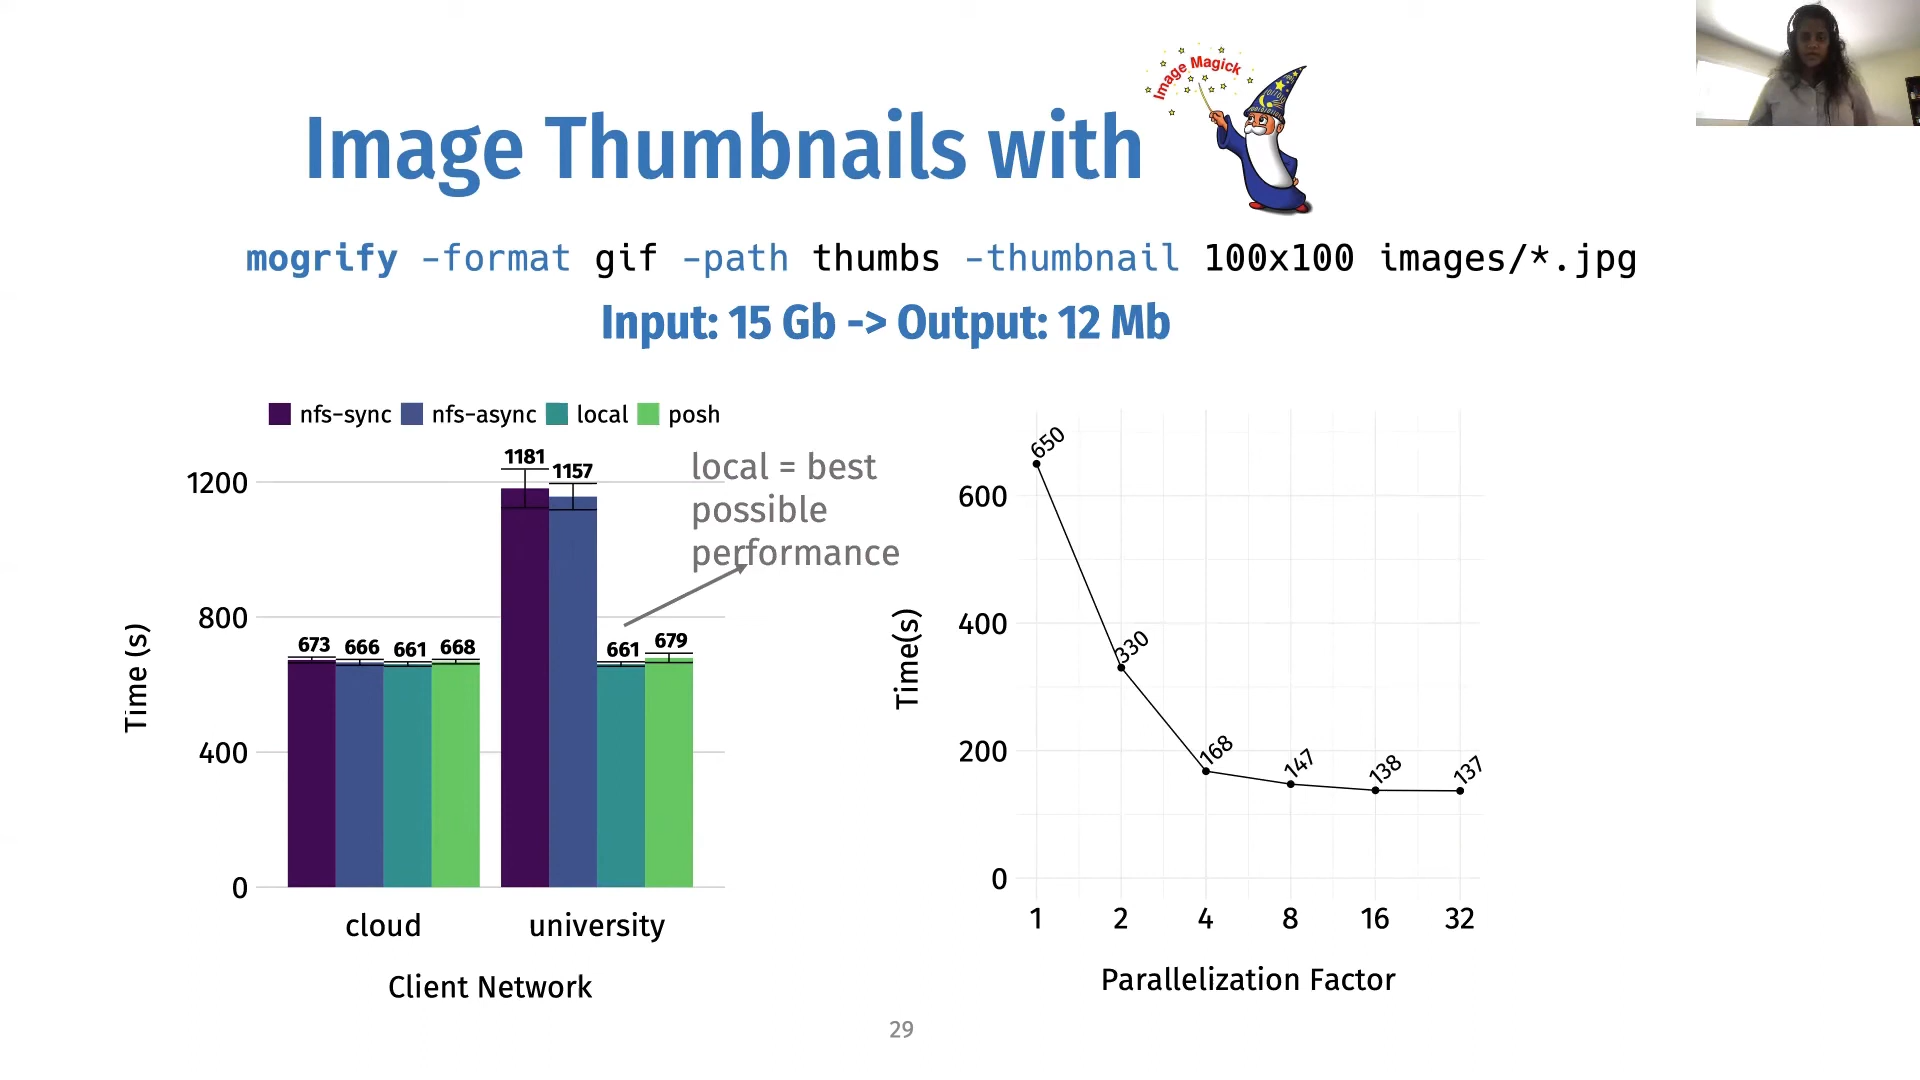 Image Magick
Image Thumbnails with
mogrify -format gif -path thumbs -thumbnail 100x100 images/*.jpg
Input: 15 Gb -> Output: 12 Mb
nfs-sync nfs-async local posh
local = best
possible
performance
1200
800
400
0
Time (s)
673 666 661 668
1181 1157 661 679
cloud university
Client Network
600
400
200
0
Time(s)
650
330
168
147
138
137
1 2 4 8 16 32
Parallelization Factor
29